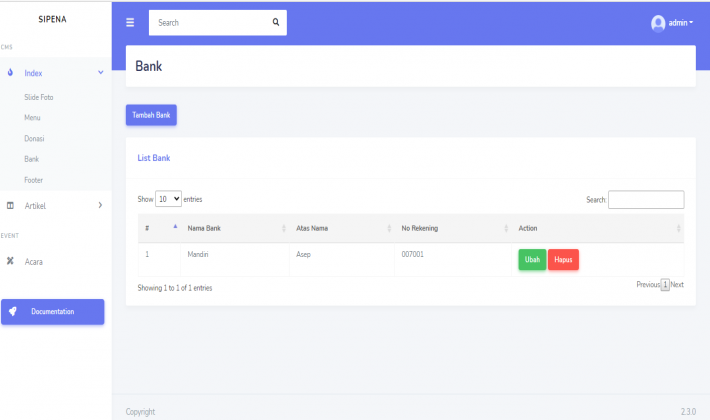 SIPENA
Search
admin
CMS
Index
Slide Foto
Menu
Donasi
Bank
Footer
Artikel
EVENT
Acara
Documentation
Bank
Tambah Bank
List Bank
Show 10 entries
Search:
# Nama Bank Atas Nama No Rekening Action
1 Mandiri Asep 007001 Ubah Hapus
Showing 1 to 1 of 1 entries
Previous 1 Next
Copyright 2.3.0